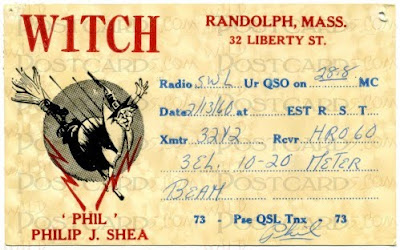 W1TCH
RANDOLPH, MASS.
32 LIBERTY ST.
Radio SWL Ur QSO on 28.8 MC
Date 2/13/60 at EST R S T
Xmtr 32V2 Rcvr HRO 60
3 EL. 10-20 METER
BEAM
73 - Pse QSL Tnx - 73
Phil
' PHIL '
PHILIP J. SHEA